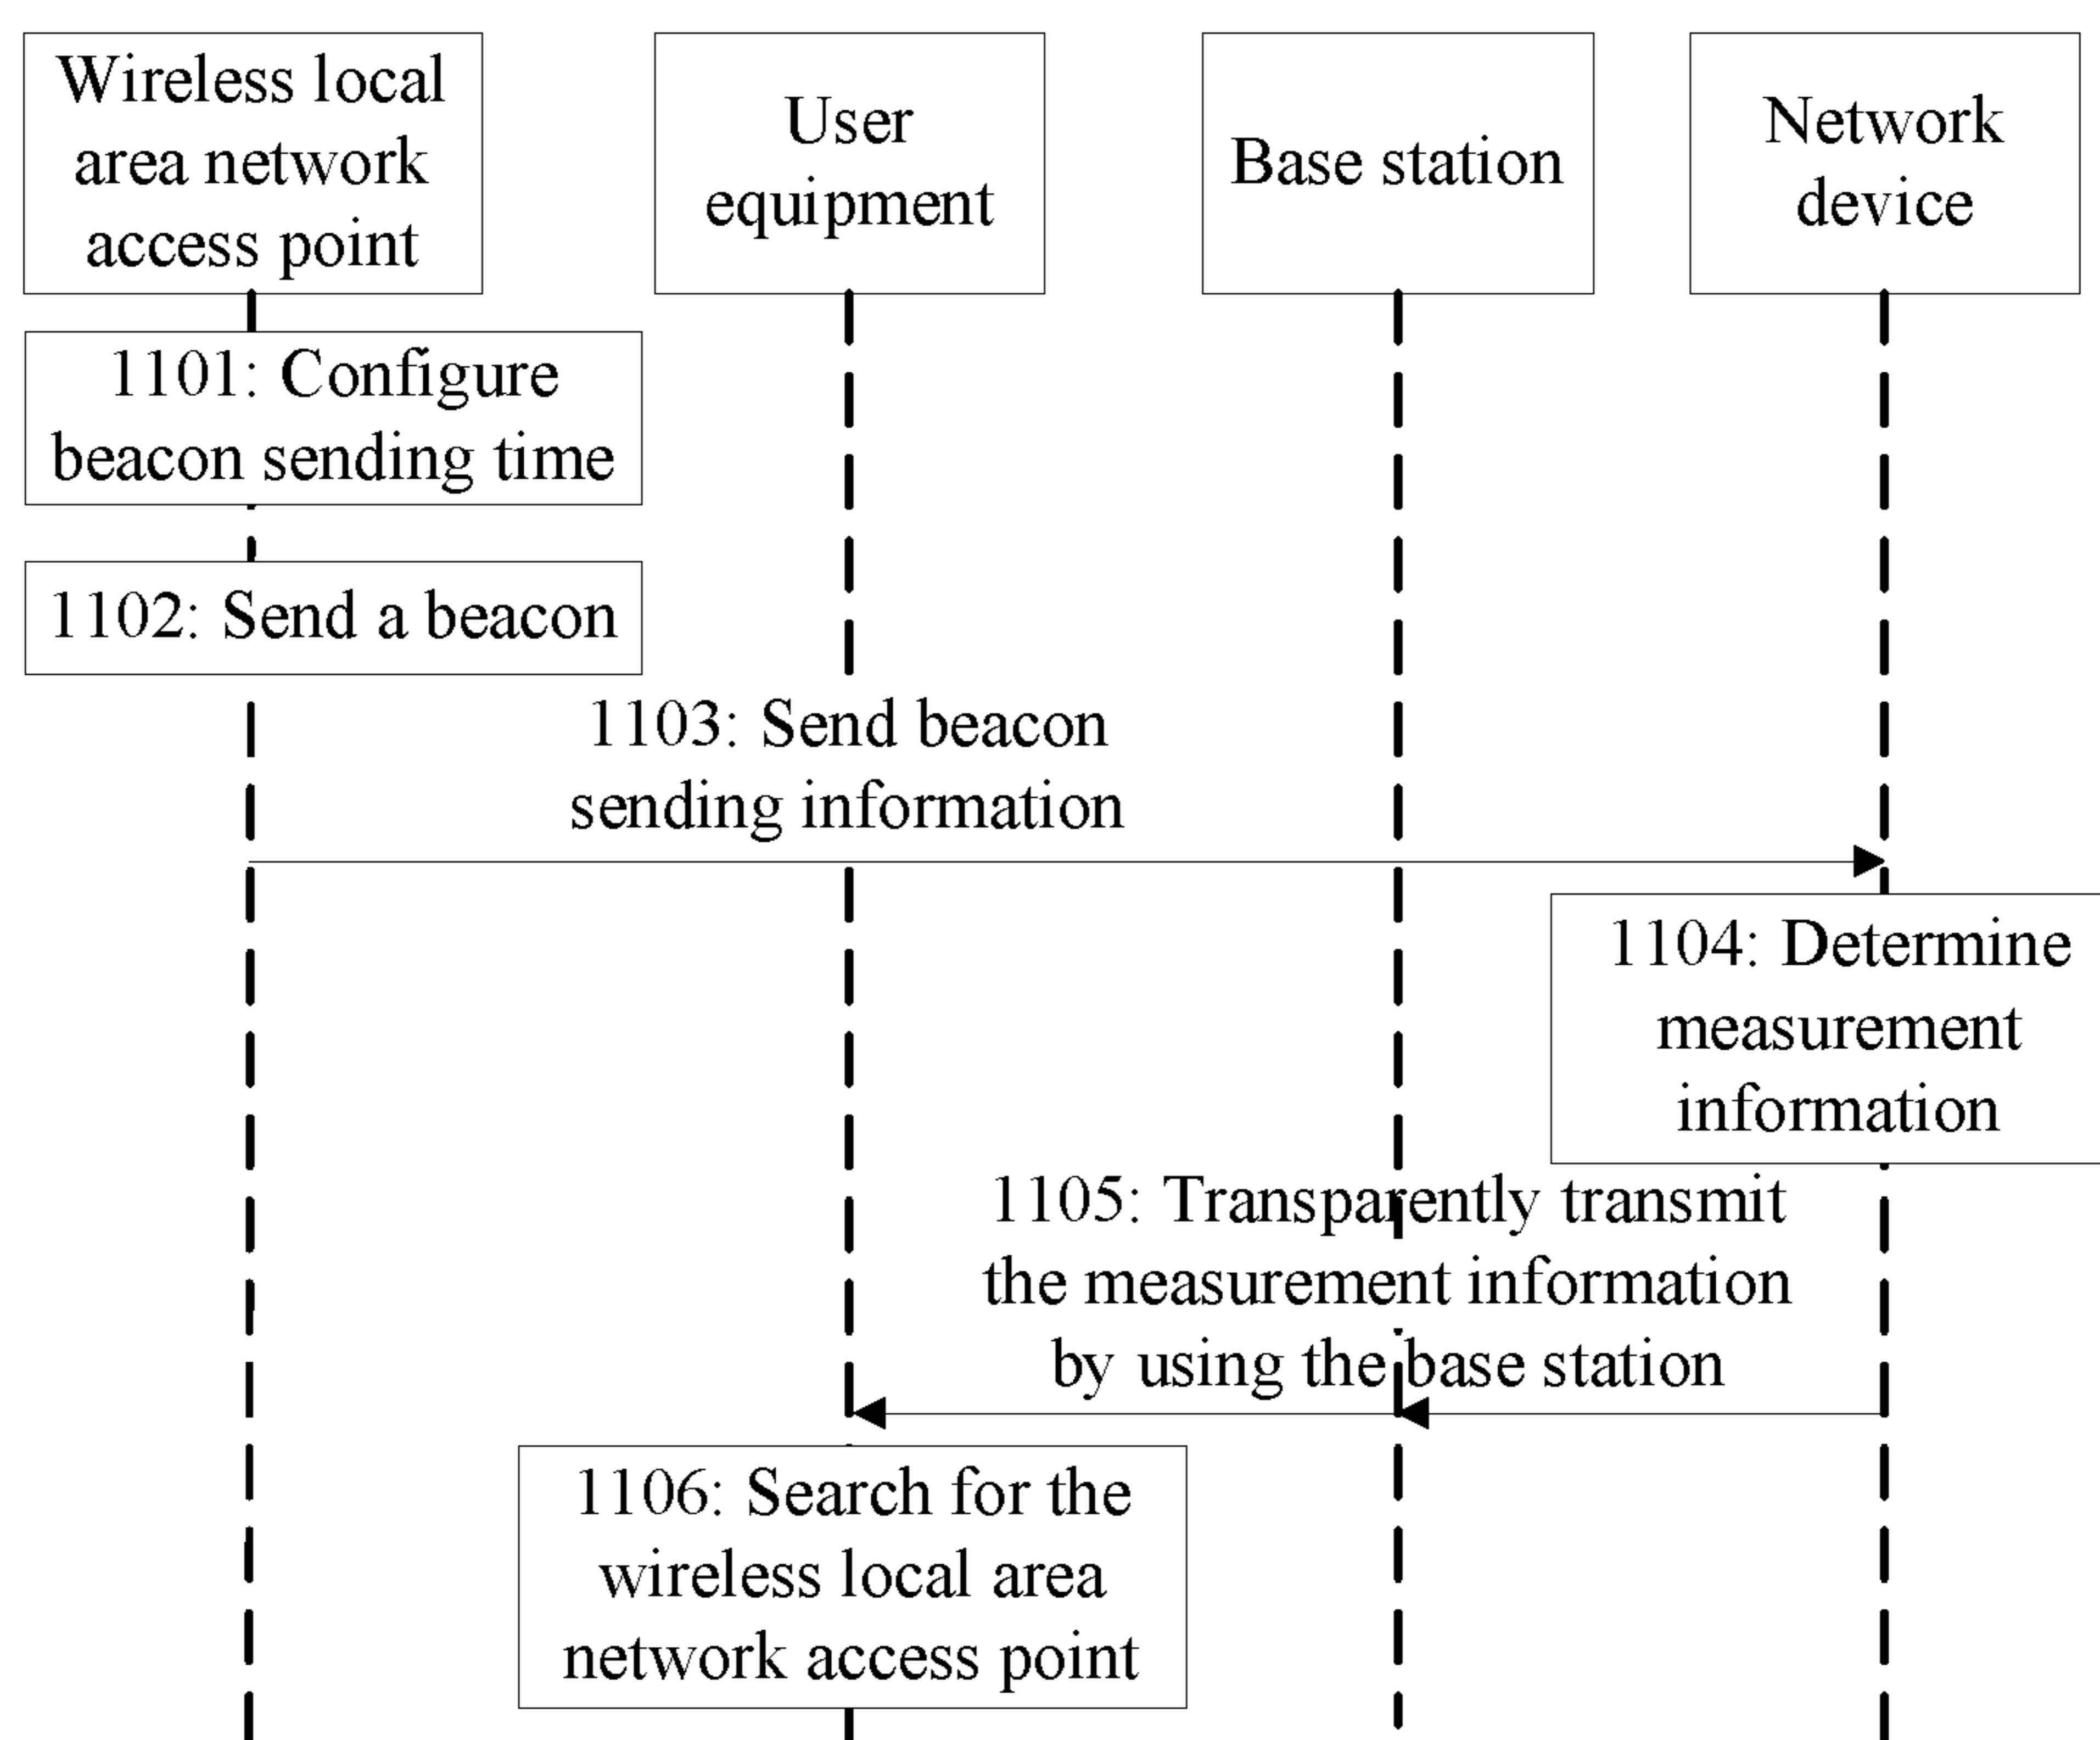 Wireless local
area network
access point
User
equipment
Base station
Network
device
1101: Configure
beacon sending time
1102: Send a beacon
1103: Send beacon
sending information
1104: Determine
measurement
information
1105: Transparently transmit
the measurement information
by using the base station
1106: Search for the
wireless local area
network access point